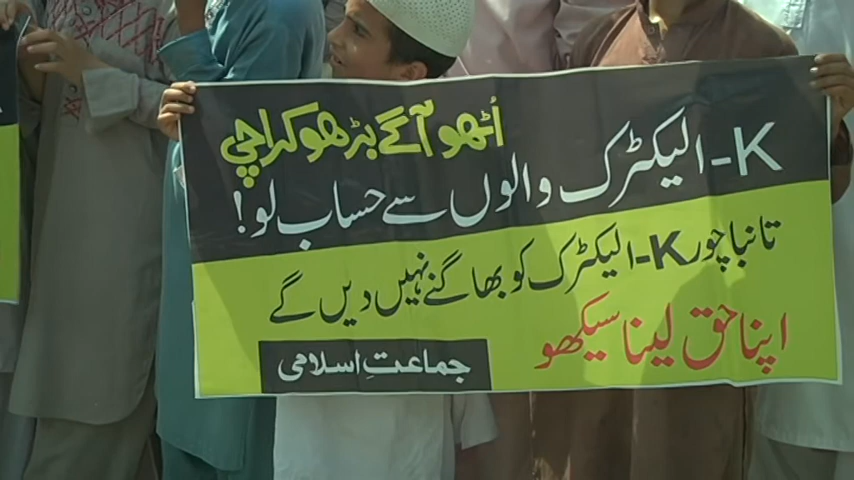 اُٹھو آگے بڑھو کراچی
K-الیکٹرک والوں سے حساب لو!
تانبا چور K-الیکٹرک کو بھاگنے نہیں دیں گے
اپنا حق لینا سیکھو
جماعتِ اسلامی